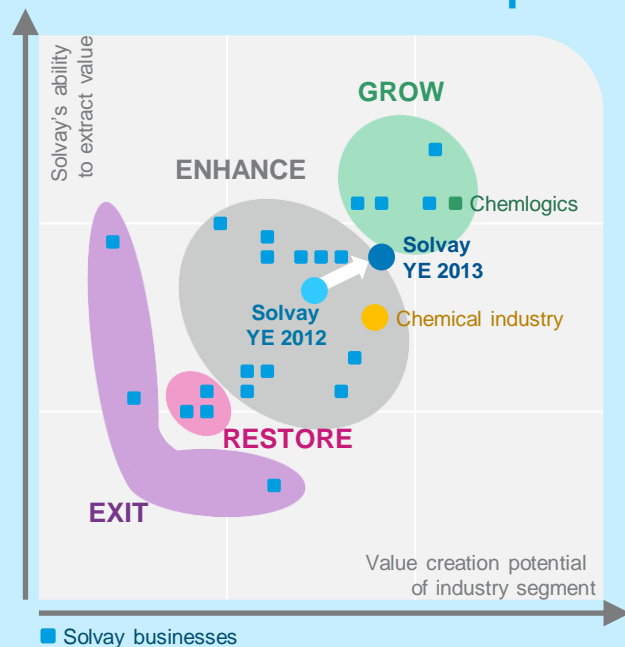 Solvay's ability
to extract value
GROW
ENHANCE
Chemlogics
Solvay
YE 2013
Solvay
YE 2012
Chemical industry
RESTORE
EXIT
Value creation potential
of industry segment
Solvay businesses